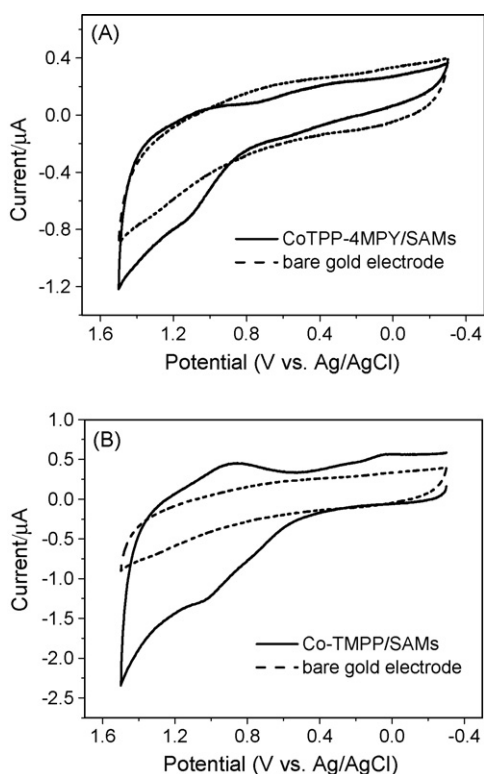 (A)
0.4
0.0
-0.4
-0.8
-1.2
Current/μA
CoTPP-4MPY/SAMs
bare gold electrode
1.6 1.2 0.8 0.4 0.0 -0.4
Potential (V vs. Ag/AgCl)
(B)
1.0
0.5
0.0
-0.5
-1.0
-1.5
-2.0
-2.5
Current/μA
Co-TMPP/SAMs
bare gold electrode
1.6 1.2 0.8 0.4 0.0 -0.4
Potential (V vs. Ag/AgCl)